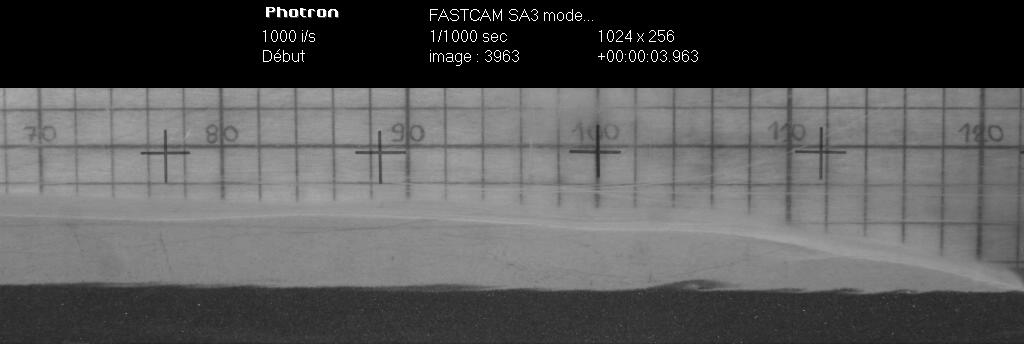 Photron FASTCAM SA3 mode...
1000 i/s 1/1000 sec 1024 x 256
Début image : 3963 +00:00:03.963
70 80 90 100 110 120